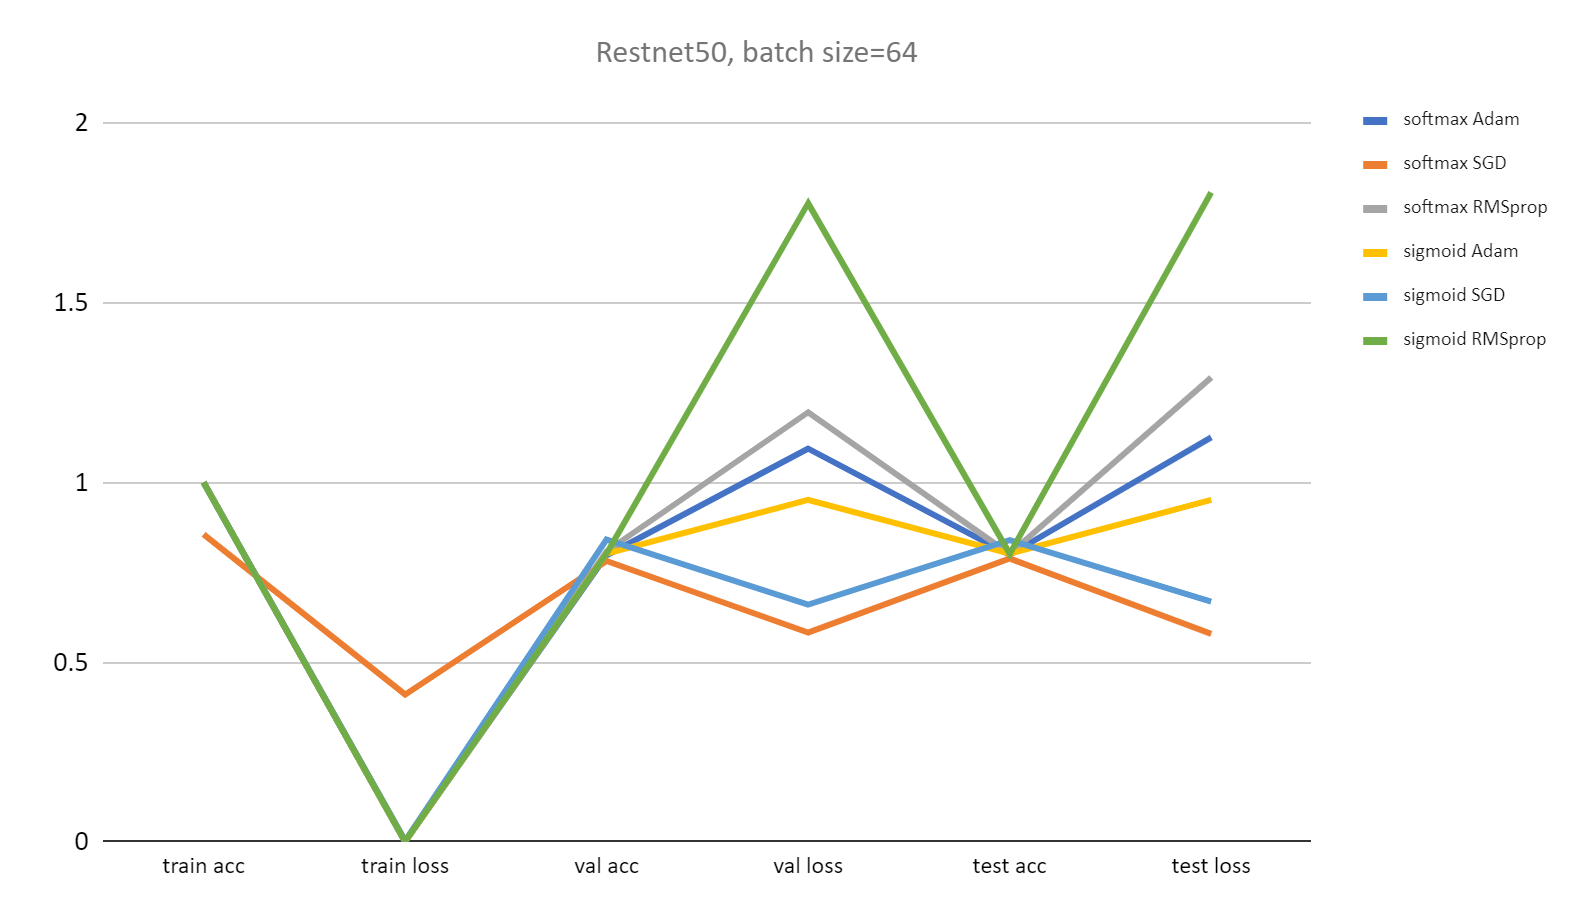 Restnet50, batch size=64
2
1.5
1
0.5
0
train acc
train loss
val acc
val loss
test acc
test loss
softmax Adam
softmax SGD
softmax RMSprop
sigmoid Adam
sigmoid SGD
sigmoid RMSprop